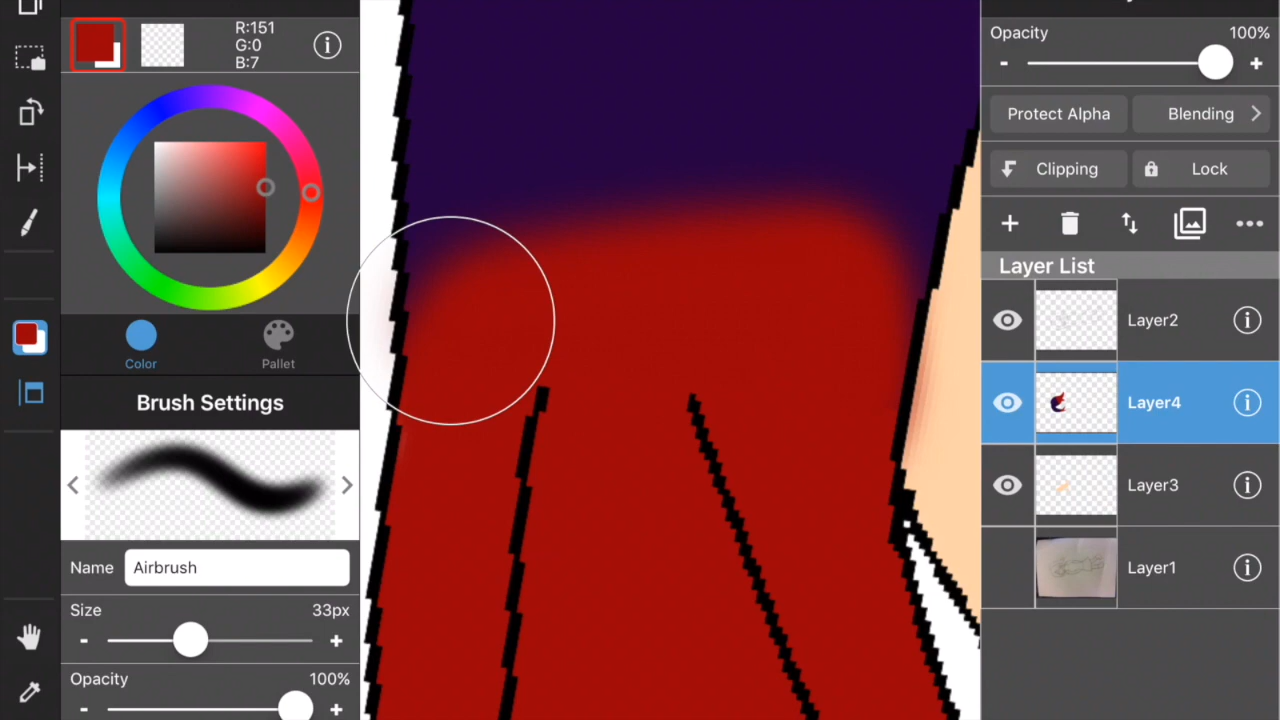 R:151
G:0
B:7
Color
Pallet
Brush Settings
Name
Airbrush
Size
33px
Opacity
100%
Opacity
100%
Protect Alpha
Blending
Clipping
Lock
Layer List
Layer2
Layer4
Layer3
Layer1